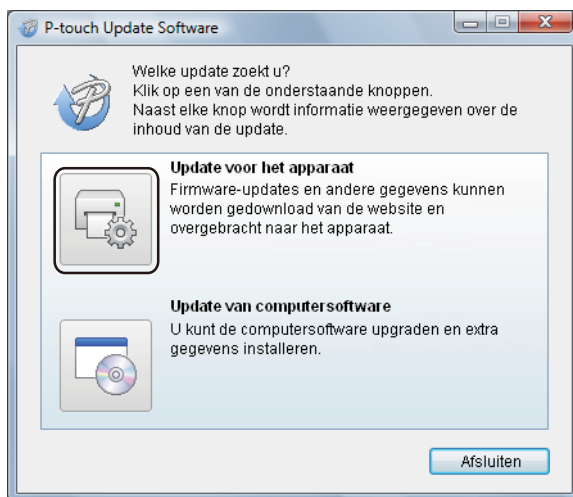 P-touch Update Software
Welke update zoekt u?
Klik op een van de onderstaande knoppen.
Naast elke knop wordt informatie weergegeven over de
inhoud van de update.
Update voor het apparaat
Firmware-updates en andere gegevens kunnen
worden gedownload van de website en
overgebracht naar het apparaat.
Update van computersoftware
U kunt de computersoftware upgraden en extra
gegevens installeren.
Afsluiten